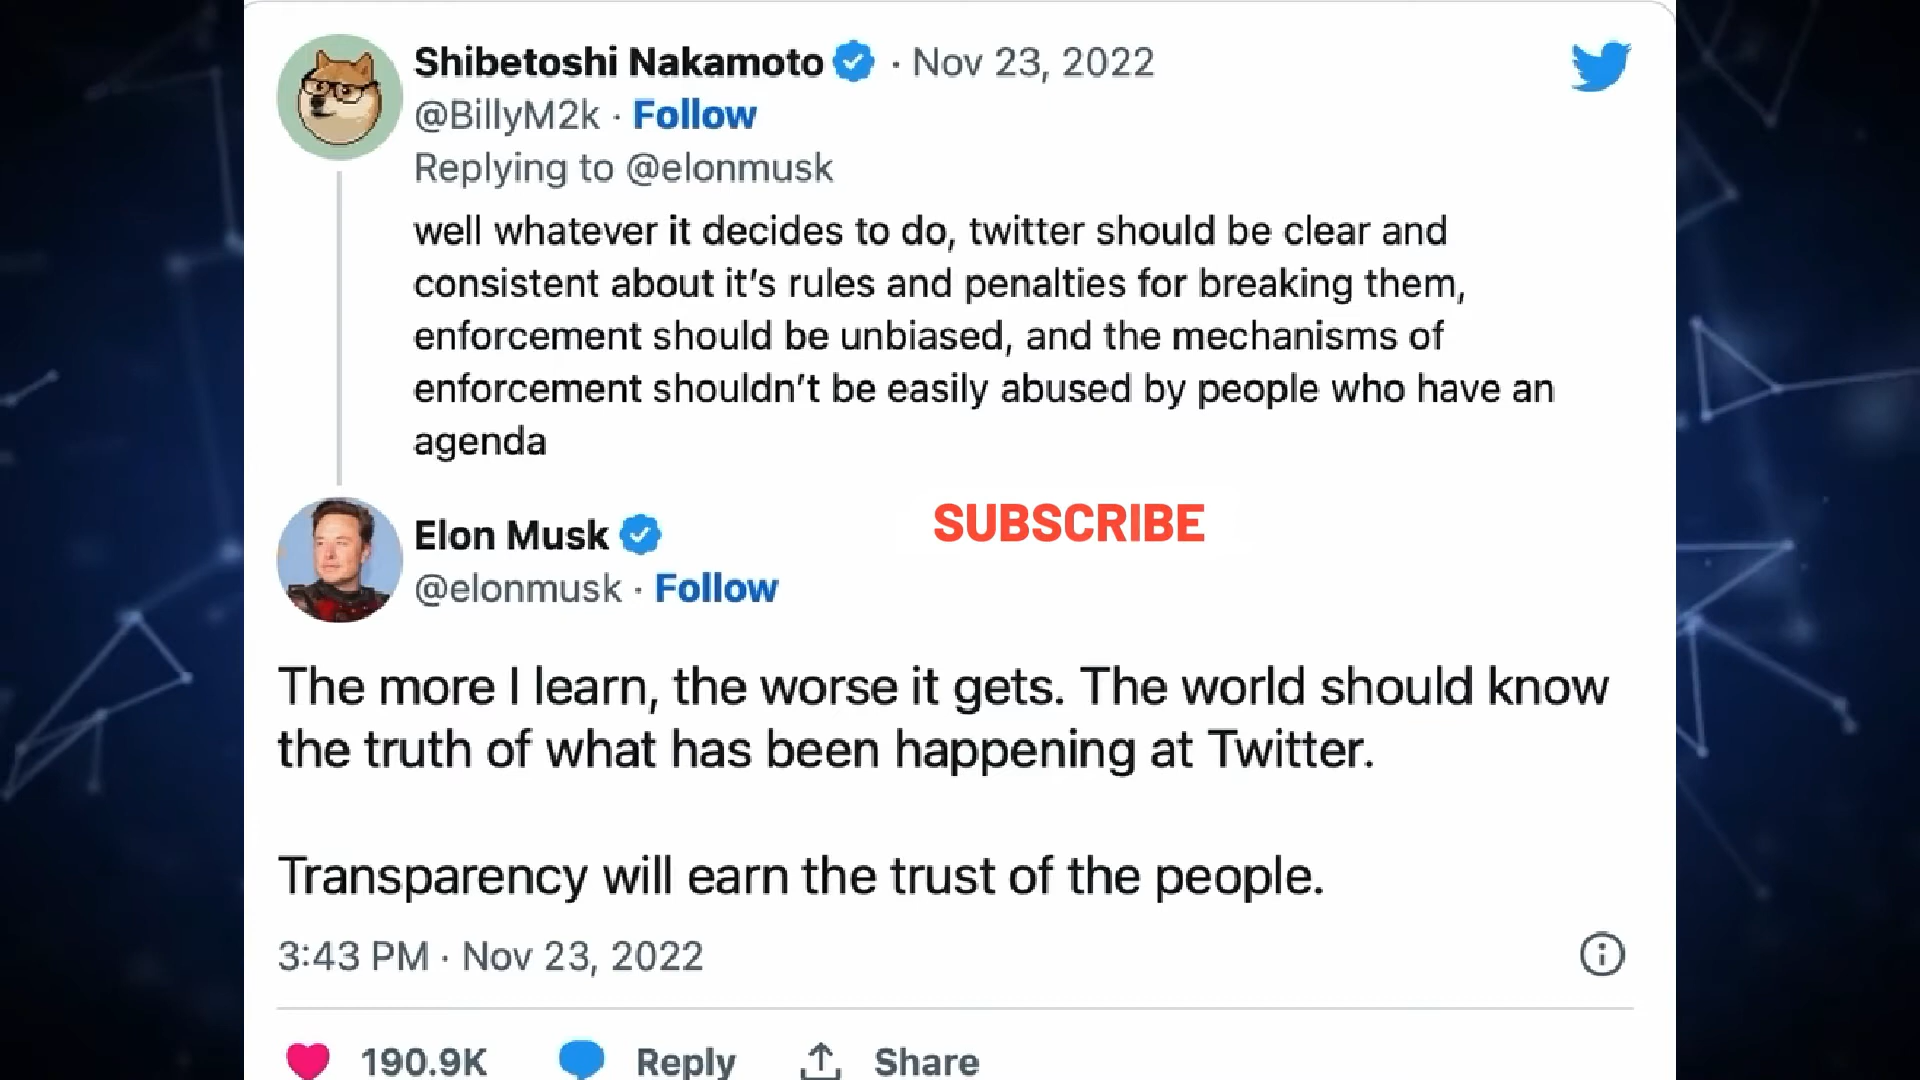 Shibetoshi Nakamoto · Nov 23, 2022
@BillyM2k · Follow
Replying to @elonmusk
well whatever it decides to do, twitter should be clear and
consistent about it’s rules and penalties for breaking them,
enforcement should be unbiased, and the mechanisms of
enforcement shouldn’t be easily abused by people who have an
agenda
SUBSCRIBE
Elon Musk
@elonmusk · Follow
The more I learn, the worse it gets. The world should know
the truth of what has been happening at Twitter.
Transparency will earn the trust of the people.
3:43 PM · Nov 23, 2022
190.9K Reply Share